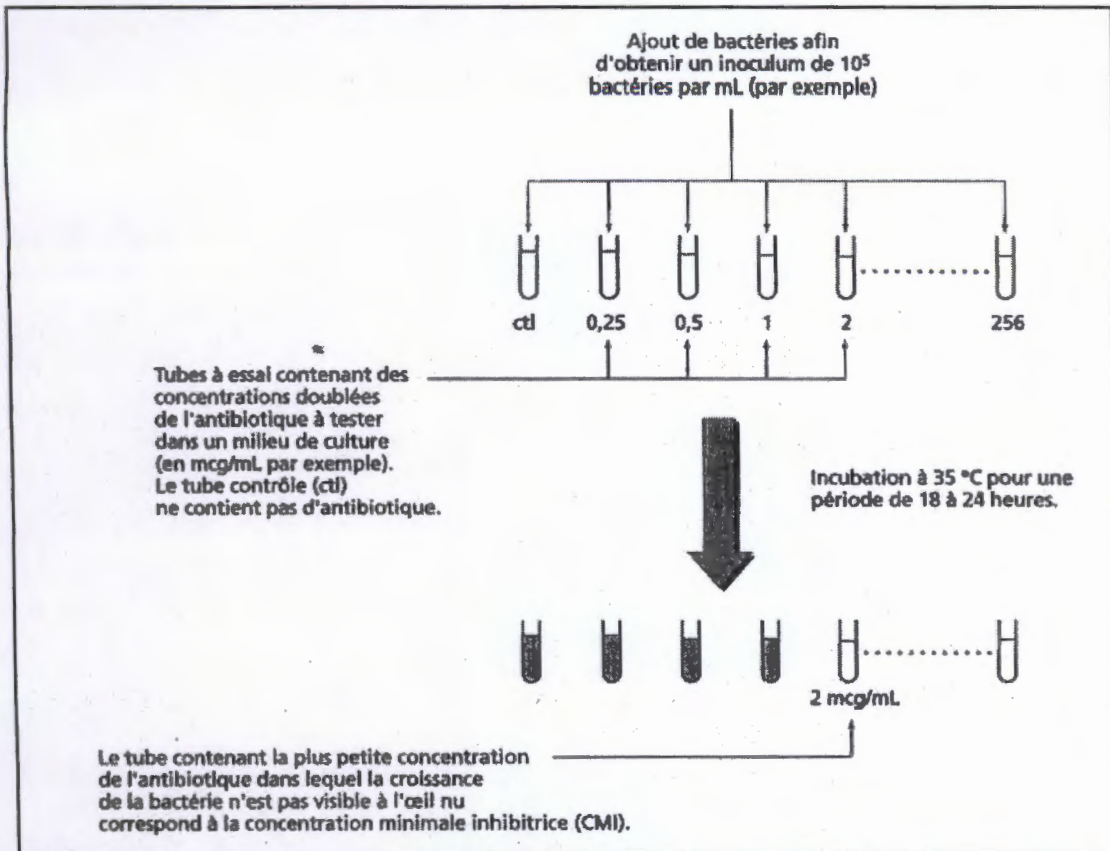 Ajout de bactéries afin
d'obtenir un inoculum de 10⁵
bactéries par mL (par exemple)
ctl 0,25 0,5 1 2 256
Tubes à essai contenant des
concentrations doublées
de l'antibiotique à tester
dans un milieu de culture
(en mcg/mL par exemple).
Le tube contrôle (ctl)
ne contient pas d'antibiotique.
Incubation à 35 °C pour une
période de 18 à 24 heures.
2 mcg/mL
Le tube contenant la plus petite concentration
de l'antibiotique dans lequel la croissance
de la bactérie n'est pas visible à l'œil nu
correspond à la concentration minimale inhibitrice (CMI).